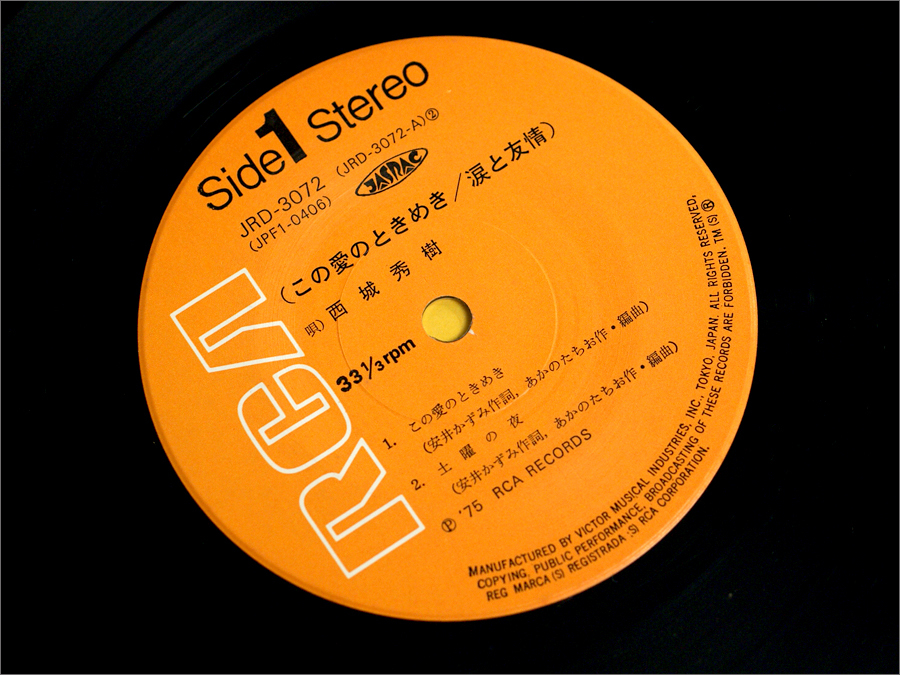 Side 1 Stereo
JRD-3072 (JRD-3072-A)②
(JPF1-0406)
JASRAC
(この愛のときめき/涙と友情)
唄) 西城秀樹
RCA
33 1/3 rpm
1. この愛のときめき
(安井かずみ作詞, あかのたちお作・編曲)
2. 土曜の夜
(安井かずみ作詞, あかのたちお作・編曲)
Ⓟ '75 RCA RECORDS
MANUFACTURED BY VICTOR MUSICAL INDUSTRIES, INC., TOKYO, JAPAN. ALL RIGHTS RESERVED,
COPYING, PUBLIC PERFORMANCE, BROADCASTING OF THESE RECORDS ARE FORBIDDEN. TM (S) ®
REG MARCA (S) REGISTRADA (S) RCA CORPORATION.